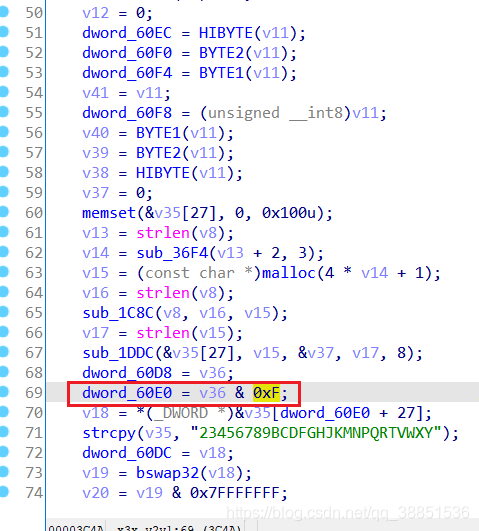 50 v12 = 0;
51 dword_60EC = HIBYTE(v11);
52 dword_60F0 = BYTE2(v11);
53 dword_60F4 = BYTE1(v11);
54 v41 = v11;
55 dword_60F8 = (unsigned __int8)v11;
56 v40 = BYTE1(v11);
57 v39 = BYTE2(v11);
58 v38 = HIBYTE(v11);
59 v37 = 0;
60 memset(&v35[27], 0, 0x100u);
61 v13 = strlen(v8);
62 v14 = sub_36F4(v13 + 2, 3);
63 v15 = (const char *)malloc(4 * v14 + 1);
64 v16 = strlen(v8);
65 sub_1C8C(v8, v16, v15);
66 v17 = strlen(v15);
67 sub_1DDC(&v35[27], v15, &v37, v17, 8);
68 dword_60D8 = v36;
69 dword_60E0 = v36 & 0xF;
70 v18 = *(_DWORD *)&v35[dword_60E0 + 27];
71 strcpy(v35, "23456789BCDFGHJKMNPQRTVWXY");
72 dword_60DC = v18;
73 v19 = bswap32(v18);
74 v20 = v19 & 0x7FFFFFFF;
https://blog.csdn.net/qq_38851536